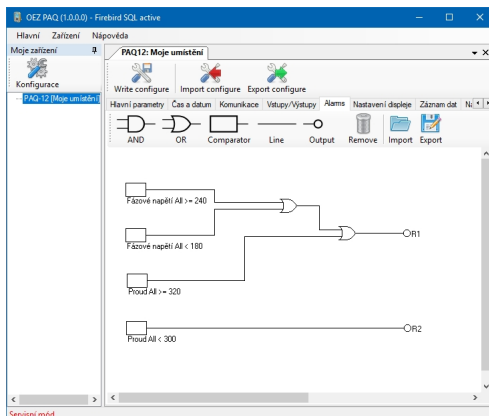 OEZ PAQ (1.0.0.0) - Firebird SQL active
Hlavní Zařízení Nápověda
Moje zařízení
PAQ12: Moje umístění
Konfigurace
Write configure Import configure Export configure
PAQ-12 [Moje umístění
Hlavní parametry Čas a datum Komunikace Vstupy/Výstupy Alarms Nastavení displeje Záznam dat
AND OR Comparator Line Output Remove Import Export
Fázové napětí All >= 240
Fázové napětí All < 180
R1
Proud All >= 320
R2
Proud All < 300
Servisní mód